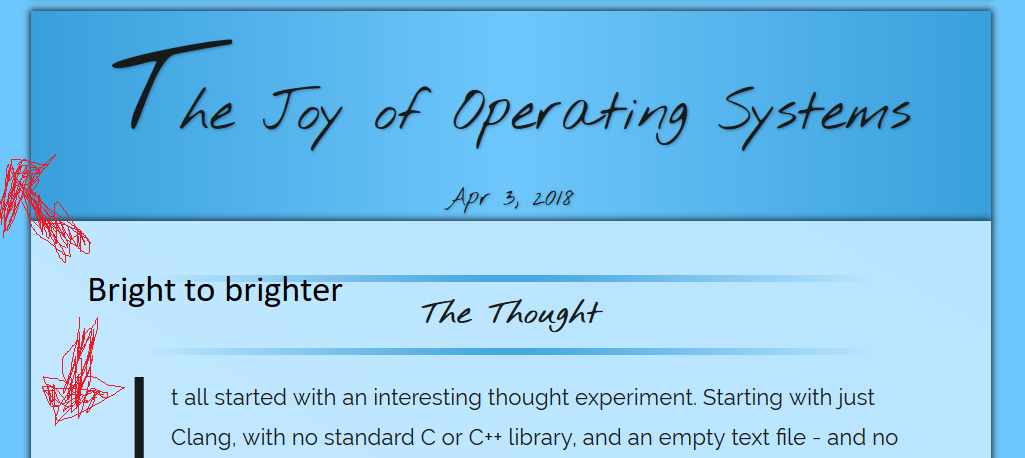 The Joy of Operating Systems
Apr 3, 2018
Bright to brighter
The Thought
t all started with an interesting thought experiment. Starting with just
Clang, with no standard C or C++ library, and an empty text file - and no